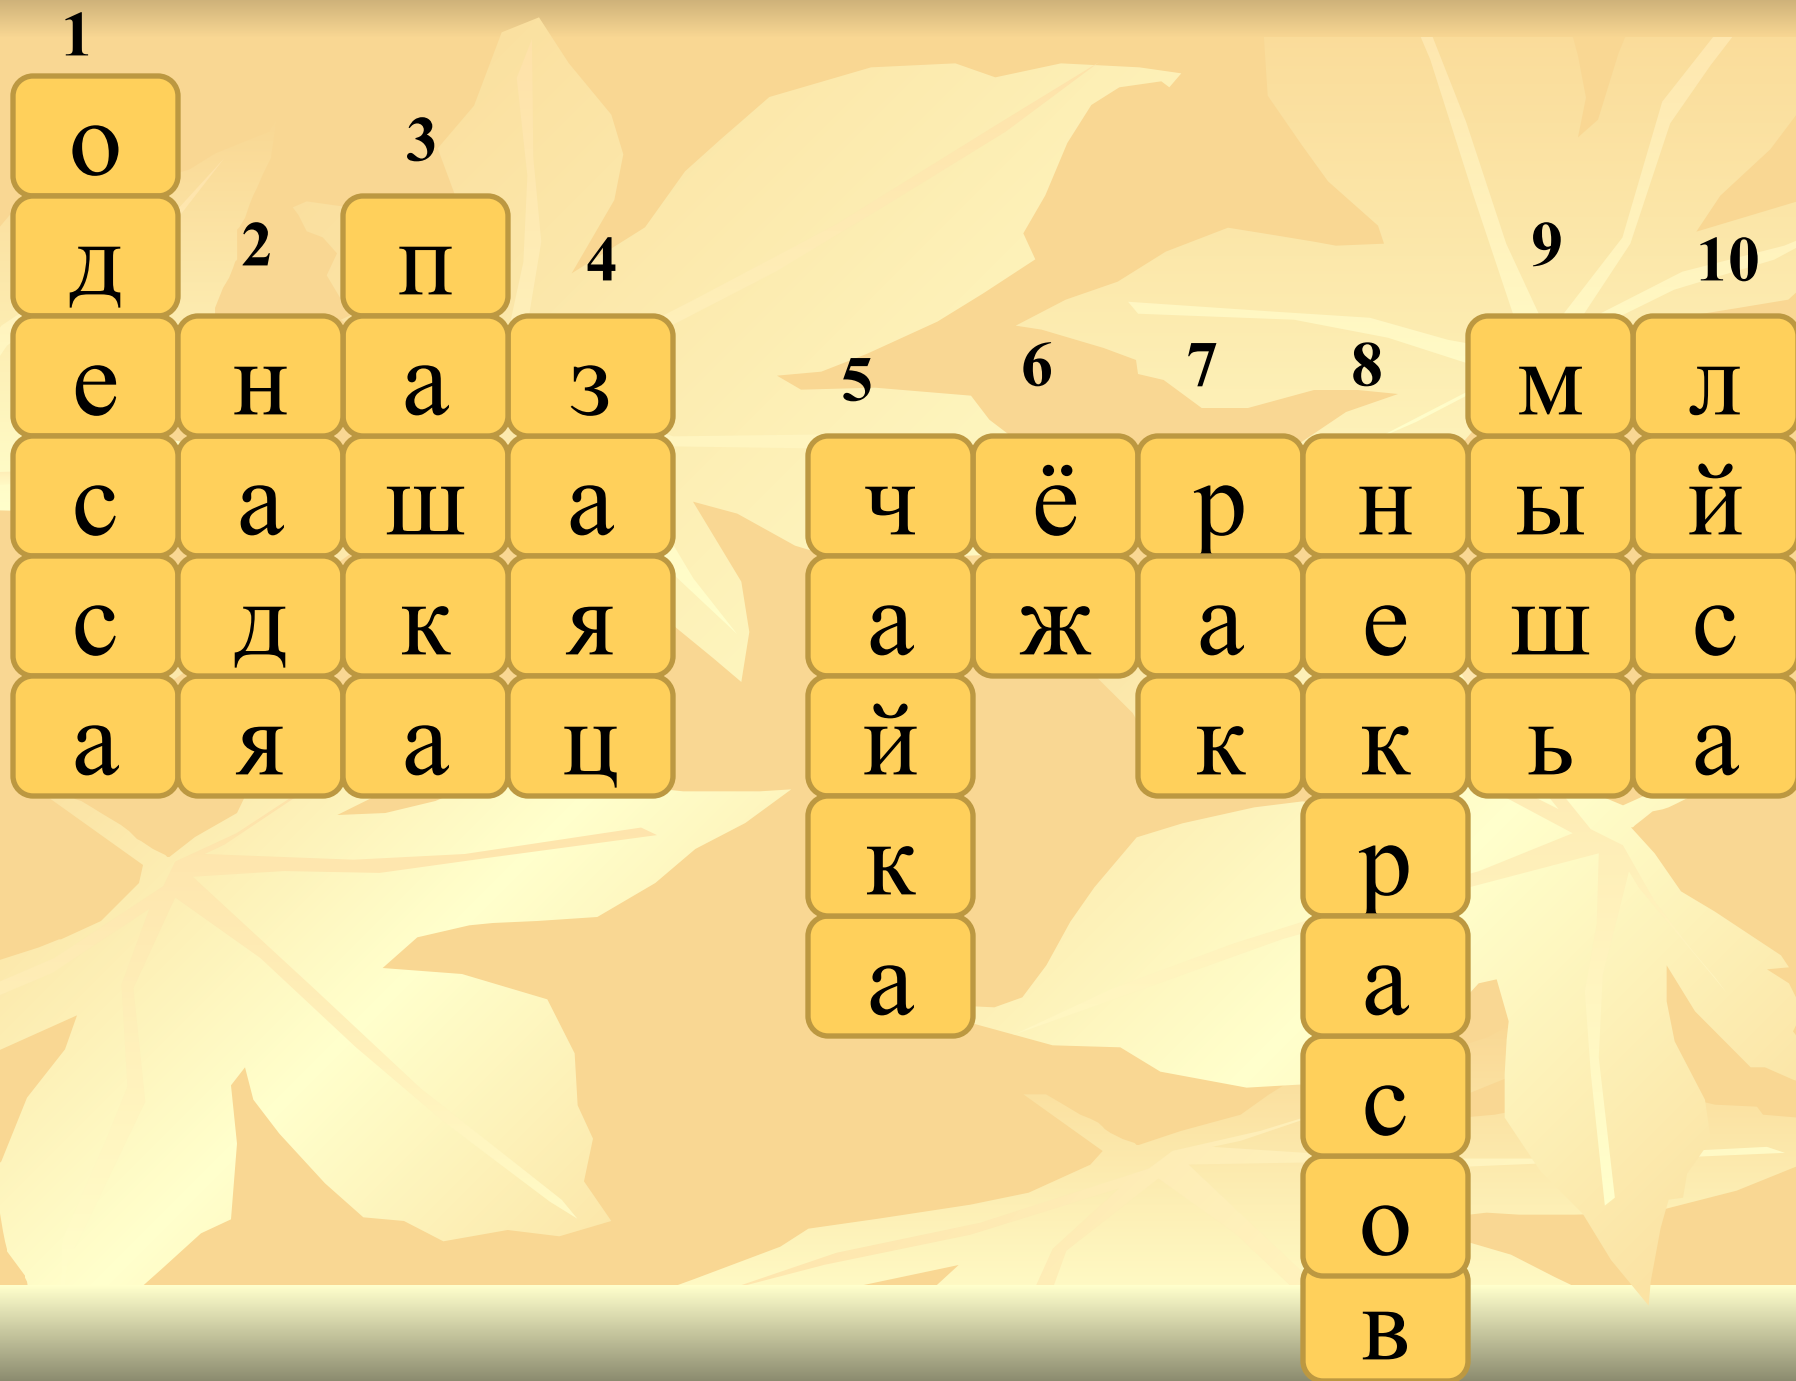 1
о
3
д 2 п 4 9 10
е н а з 5 6 7 8 м л
с а ш а ч ё р н ы й
с д к я а ж а е ш с
а я а ц й к к ь а
к р
а а
с
о
в